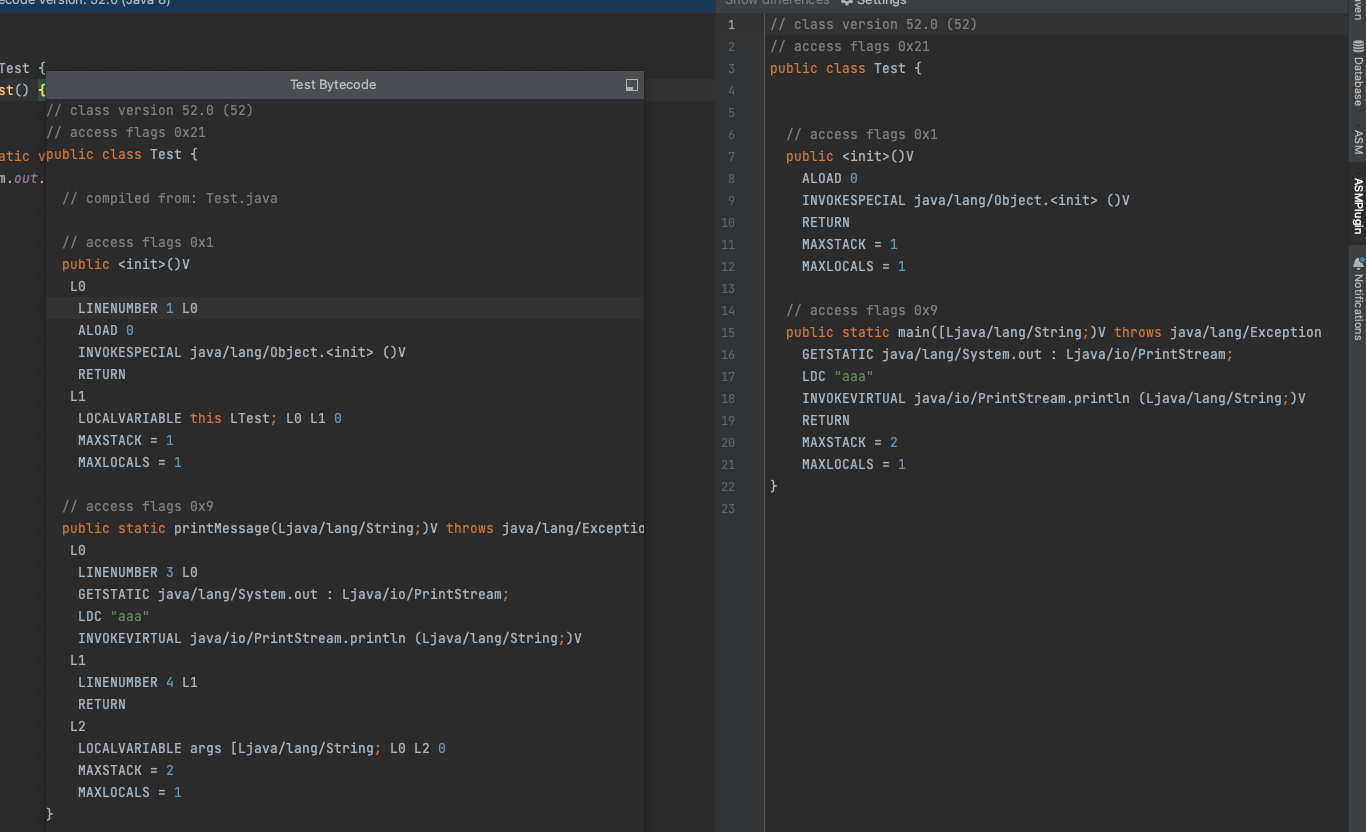 ecode version: 52.0 (Java 8)
Test {
st() {
atic v
m.out.
Test Bytecode
// class version 52.0 (52)
// access flags 0x21
public class Test {
// compiled from: Test.java
// access flags 0x1
public <init>()V
L0
LINENUMBER 1 L0
ALOAD 0
INVOKESPECIAL java/lang/Object.<init> ()V
RETURN
L1
LOCALVARIABLE this LTest; L0 L1 0
MAXSTACK = 1
MAXLOCALS = 1
// access flags 0x9
public static printMessage(Ljava/lang/String;)V throws java/lang/Exceptio
L0
LINENUMBER 3 L0
GETSTATIC java/lang/System.out : Ljava/io/PrintStream;
LDC "aaa"
INVOKEVIRTUAL java/io/PrintStream.println (Ljava/lang/String;)V
L1
LINENUMBER 4 L1
RETURN
L2
LOCALVARIABLE args [Ljava/lang/String; L0 L2 0
MAXSTACK = 2
MAXLOCALS = 1
}
Show differences Settings
1 // class version 52.0 (52)
2 // access flags 0x21
3 public class Test {
4
5
6 // access flags 0x1
7 public <init>()V
8 ALOAD 0
9 INVOKESPECIAL java/lang/Object.<init> ()V
10 RETURN
11 MAXSTACK = 1
12 MAXLOCALS = 1
13
14 // access flags 0x9
15 public static main([Ljava/lang/String;)V throws java/lang/Exception
16 GETSTATIC java/lang/System.out : Ljava/io/PrintStream;
17 LDC "aaa"
18 INVOKEVIRTUAL java/io/PrintStream.println (Ljava/lang/String;)V
19 RETURN
20 MAXSTACK = 2
21 MAXLOCALS = 1
22 }
23
ven
Database
ASM
ASMPlugin
Notifications